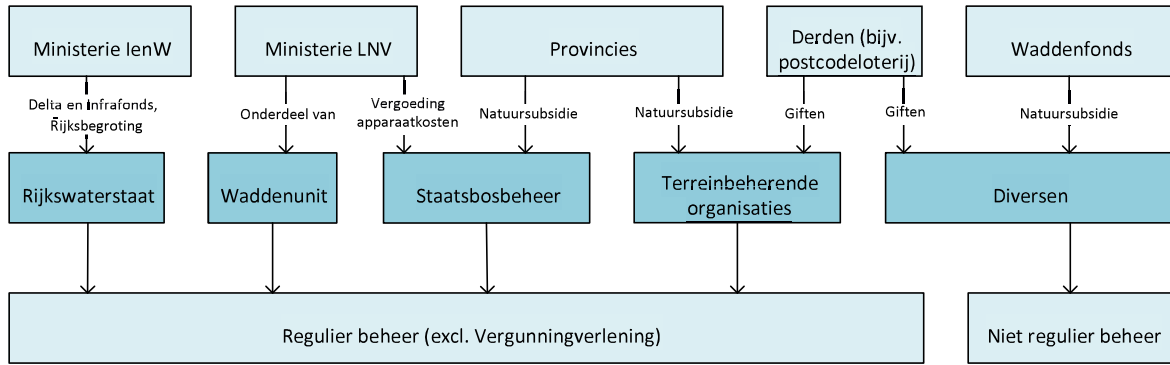 Ministerie IenW
Ministerie LNV
Provincies
Derden (bijv.
postcodeloterij)
Waddenfonds
Delta en Infrafonds,
Rijksbegroting
Onderdeel van
Vergoeding
apparaatkosten
Natuursubsidie
Natuursubsidie
Giften
Giften
Natuursubsidie
Rijkswaterstaat
Waddenunit
Staatsbosbeheer
Terreinbeherende
organisaties
Diversen
Regulier beheer (excl. Vergunningverlening)
Niet regulier beheer